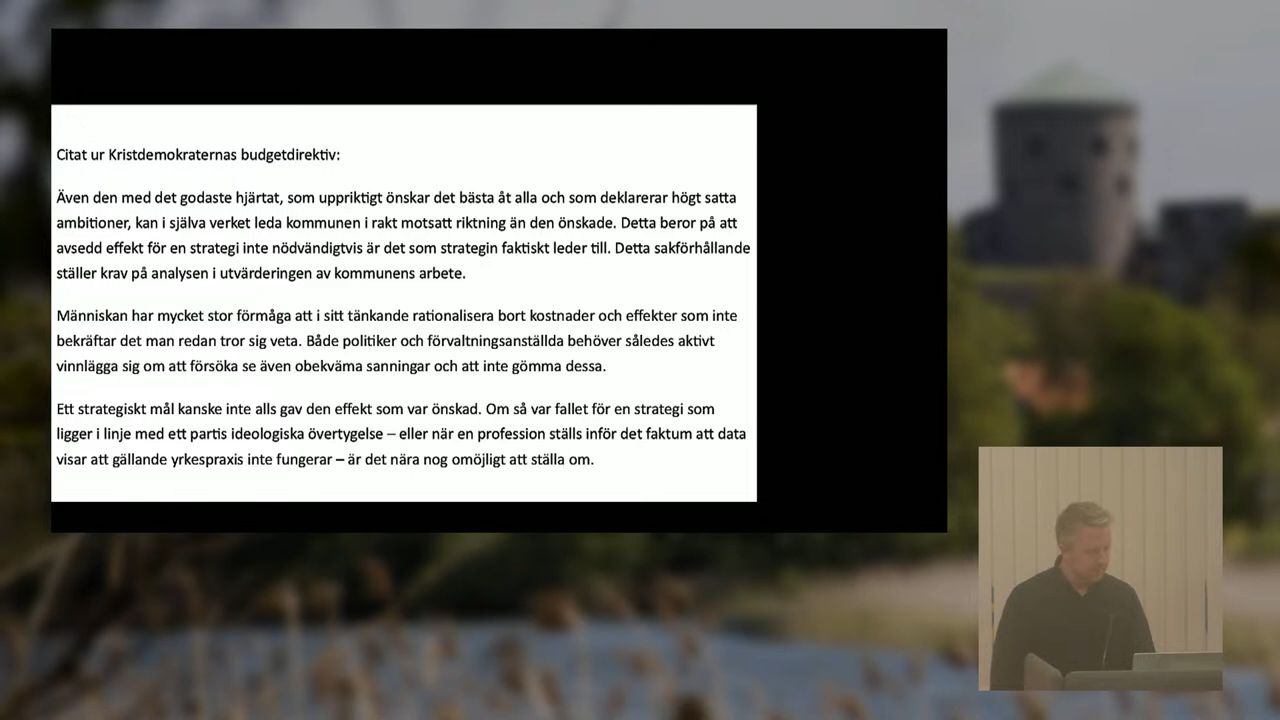 Citat ur Kristdemokraternas budgetdirektiv:
Även den med det godaste hjärtat, som uppriktigt önskar det bästa åt alla och som deklarerar högt satta
ambitioner, kan i själva verket leda kommunen i rakt motsatt riktning än den önskade. Detta beror på att
avsedd effekt för en strategi inte nödvändigtvis är det som strategin faktiskt leder till. Detta sakförhållande
ställer krav på analysen i utvärderingen av kommunens arbete.
Människan har mycket stor förmåga att i sitt tänkande rationalisera bort kostnader och effekter som inte
bekräftar det man redan tror sig veta. Både politiker och förvaltningsanställda behöver således aktivt
vinnlägga sig om att försöka se även obekväma sanningar och att inte gömma dessa.
Ett strategiskt mål kanske inte alls gav den effekt som var önskad. Om så var fallet för en strategi som
ligger i linje med ett partis ideologiska övertygelse – eller när en profession ställs inför det faktum att data
visar att gällande yrkespraxis inte fungerar – är det nära nog omöjligt att ställa om.